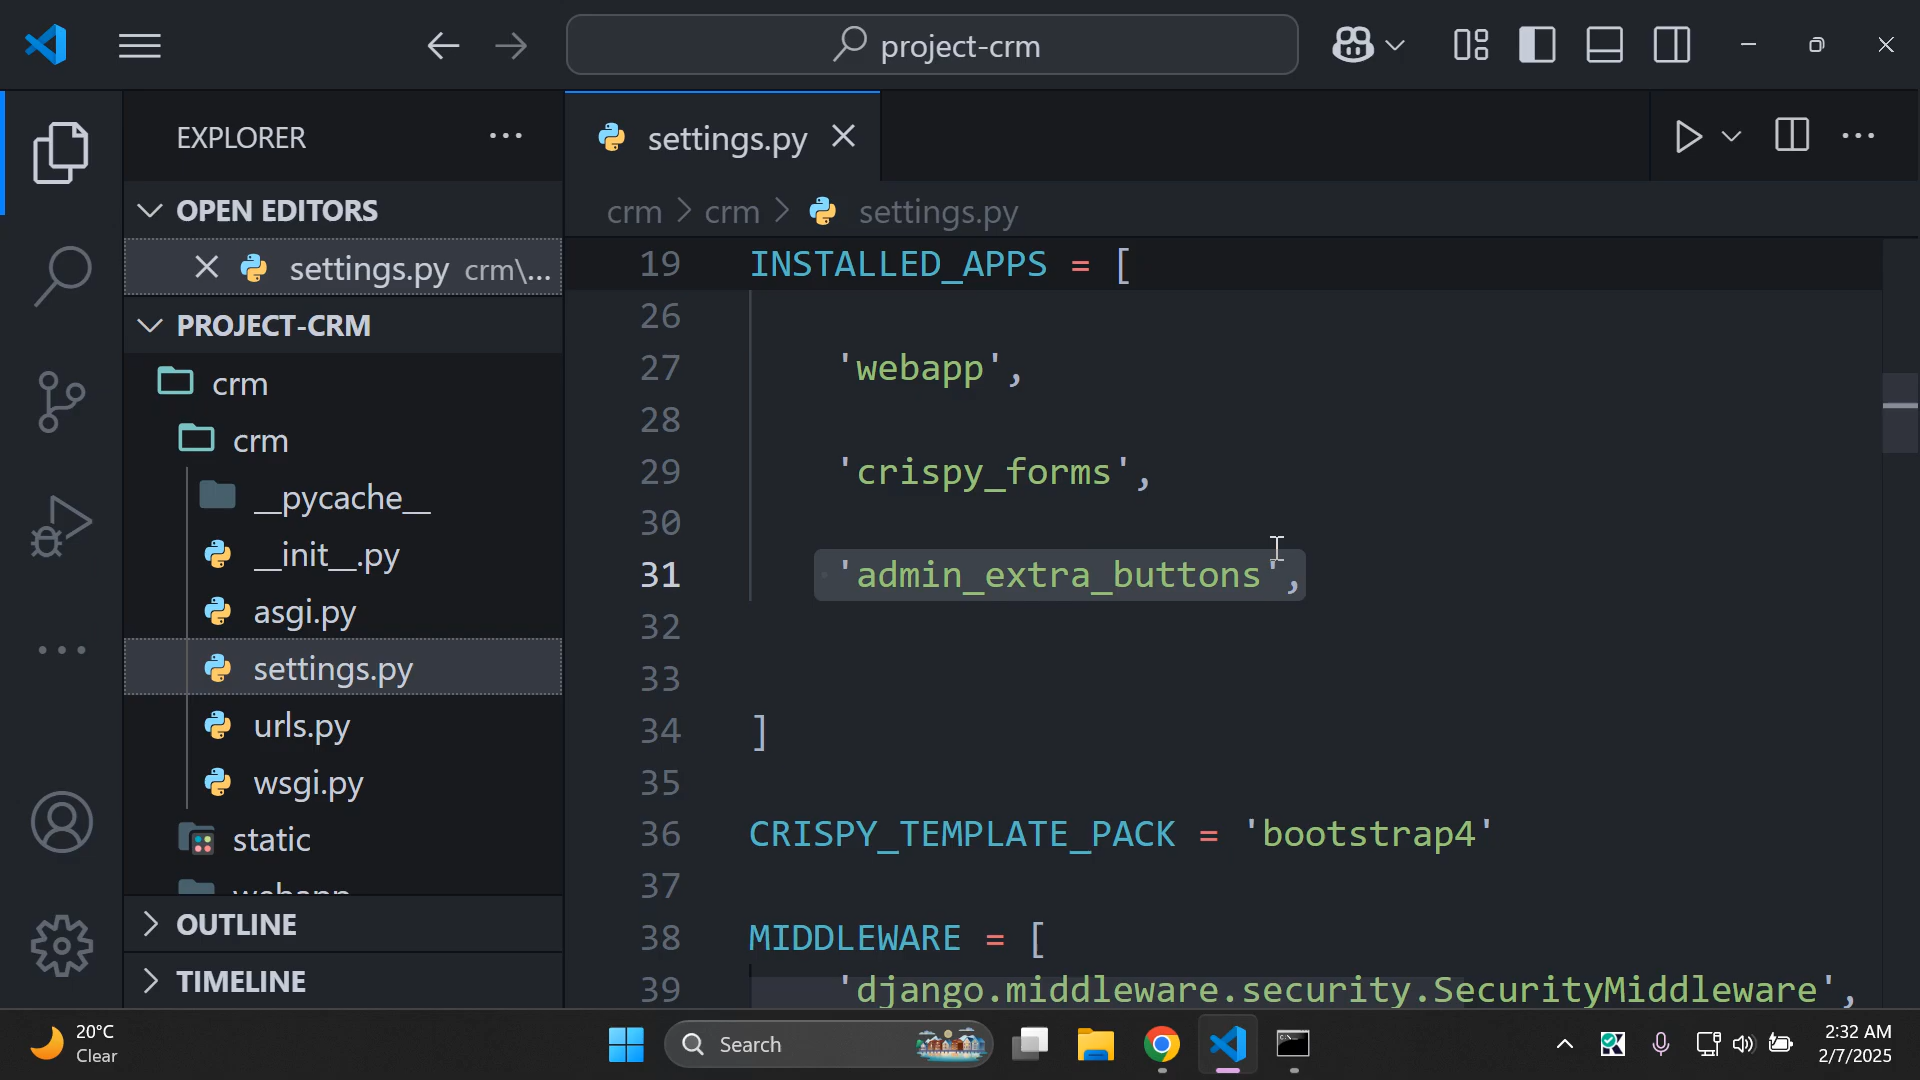 project-crm
EXPLORER
OPEN EDITORS
settings.py crm\...
PROJECT-CRM
crm
crm
__pycache__
__init__.py
asgi.py
settings.py
urls.py
wsgi.py
static
webapp
OUTLINE
TIMELINE
settings.py
crm > crm > settings.py
19 INSTALLED_APPS = [
26
27 'webapp',
28
29 'crispy_forms',
30
31 'admin_extra_buttons',
32
33
34 ]
35
36 CRISPY_TEMPLATE_PACK = 'bootstrap4'
37
38 MIDDLEWARE = [
39 'django.middleware.security.SecurityMiddleware',
20°C
Clear
Search
2:32 AM
2/7/2025